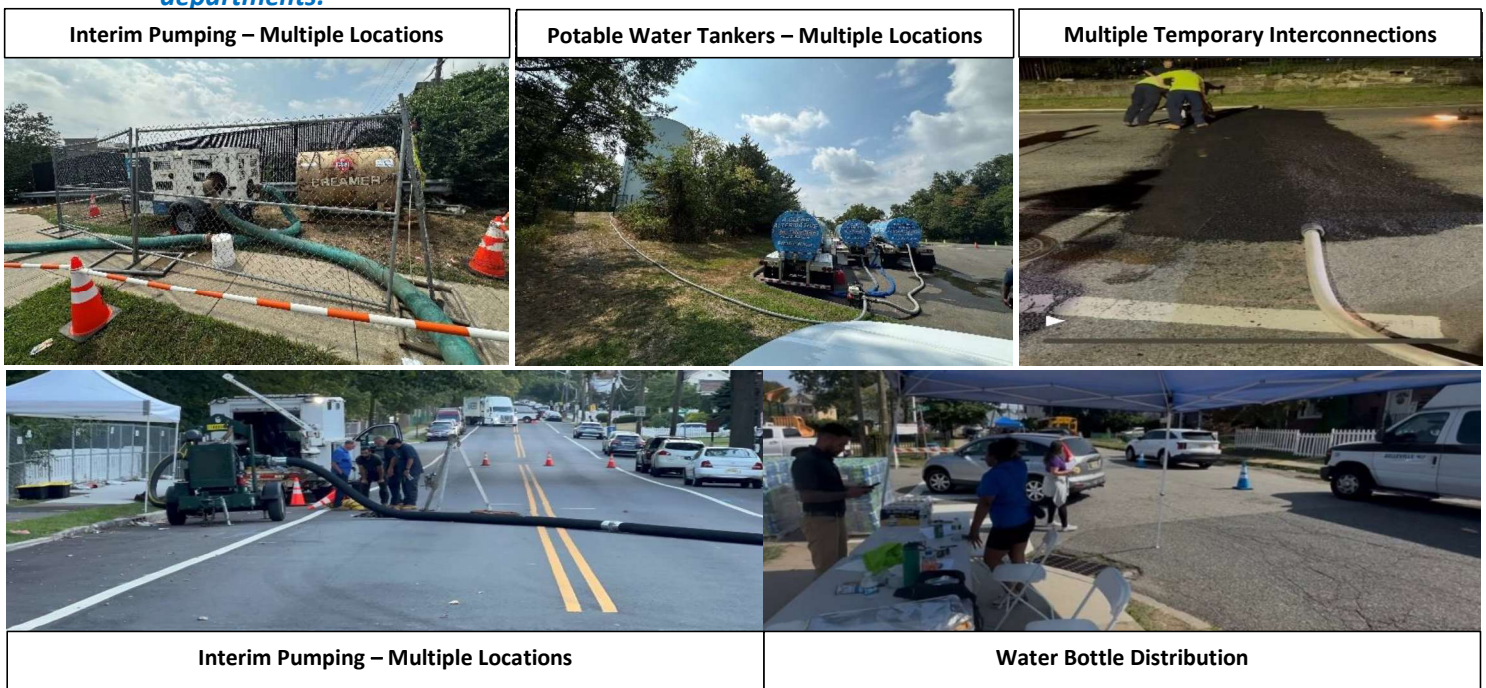 departments.
Interim Pumping – Multiple Locations
Potable Water Tankers – Multiple Locations
Multiple Temporary Interconnections
CREAMER
Interim Pumping – Multiple Locations
Water Bottle Distribution